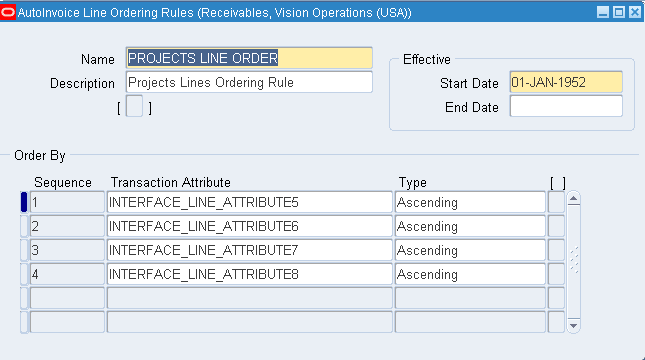 AutoInvoice Line Ordering Rules (Receivables, Vision Operations (USA))
Name PROJECTS LINE ORDER
Description Projects Lines Ordering Rule
[ ]
Effective
Start Date 01-JAN-1952
End Date
Order By
Sequence Transaction Attribute Type [ ]
1 INTERFACE_LINE_ATTRIBUTE5 Ascending
2 INTERFACE_LINE_ATTRIBUTE6 Ascending
3 INTERFACE_LINE_ATTRIBUTE7 Ascending
4 INTERFACE_LINE_ATTRIBUTE8 Ascending